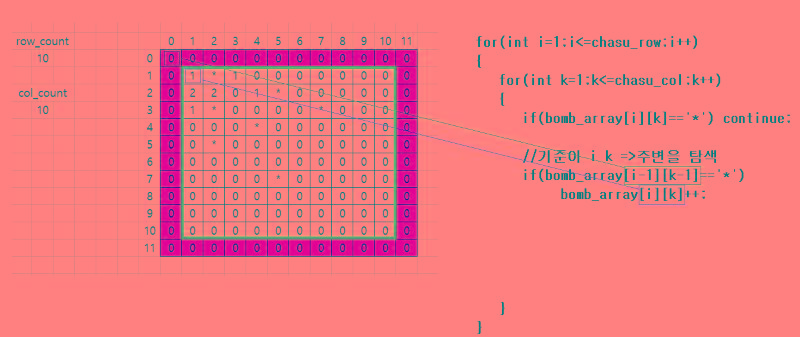 row_count
10
col_count
10
0 1 2 3 4 5 6 7 8 9 10 11
0 0 0 0 0 0 0 0 0 0 0 0 0
1 0 1 * 1 0 0 0 0 0 0 0 0 0
2 0 2 2 0 1 * 0 0 0 0 0 0
3 0 1 * 0 0 0 0 * 0 0 0 0
4 0 0 0 0 * 0 0 0 0 0 0 0
5 0 0 * 0 0 0 0 0 0 0 0 0
6 0 0 0 0 0 0 0 0 0 0 0 0
7 0 0 0 0 0 * 0 0 0 0 0 0
8 0 0 0 0 0 0 0 0 0 0 0 0
9 0 0 0 0 0 0 0 0 0 0 0 0
10 0 0 0 0 0 0 0 0 0 0 0 0
11 0 0 0 0 0 0 0 0 0 0 0 0
for(int i=1;i<=chasu_row;i++)
{
for(int k=1;k<=chasu_col;k++)
{
if(bomb_array[i][k]=='*') continue;
//기준아 i k =>주변을 탐색
if(bomb_array[i-1][k-1]=='*')
bomb_array[i][k]++;
}
}